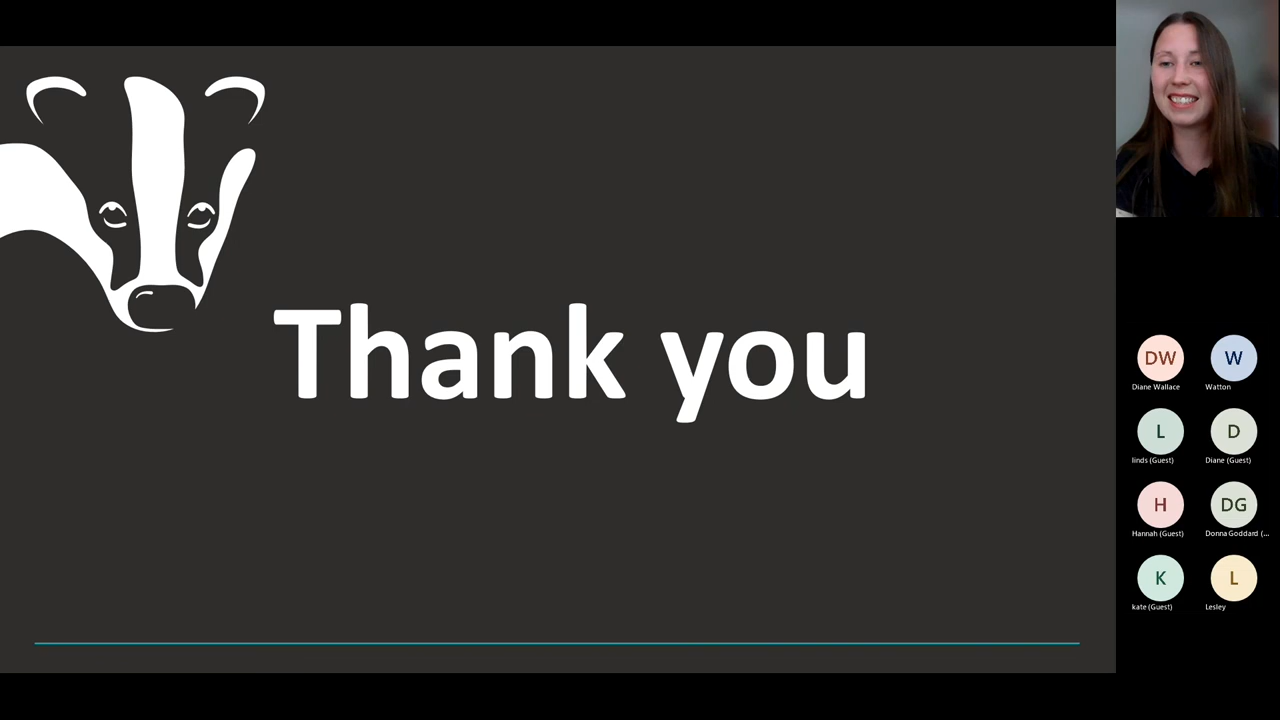 Thank you
DW
W
Diane Wallace
Watton
L
D
linds (Guest)
Diane (Guest)
H
DG
Hannah (Guest)
Donna Goddard (...
K
L
kate (Guest)
Lesley